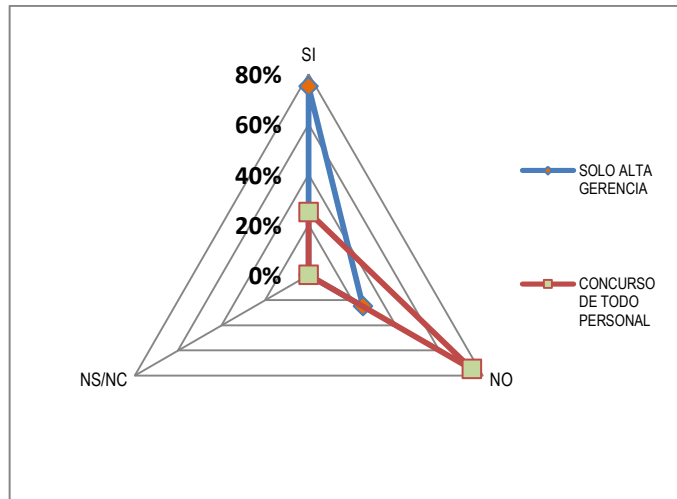 SI
80%
60%
40%
20%
0%
NS/NC
NO
SOLO ALTA
GERENCIA
CONCURSO
DE TODO
PERSONAL